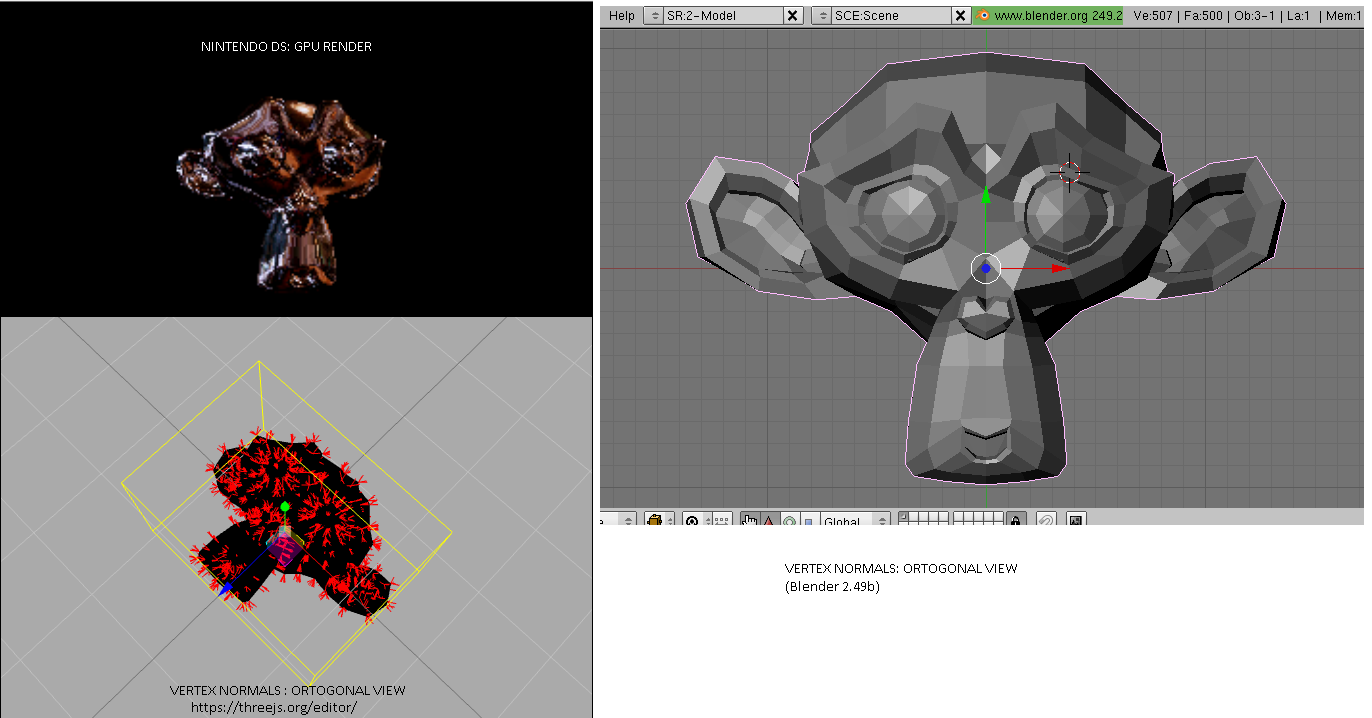 NINTENDO DS: GPU RENDER
Help SR:2-Model X SCE:Scene X www.blender.org 249.2 Ve:507 | Fa:500 | Ob:3-1 | La:1 | Mem:1
Global
VERTEX NORMALS: ORTOGONAL VIEW
(Blender 2.49b)
VERTEX NORMALS : ORTOGONAL VIEW
https://threejs.org/editor/